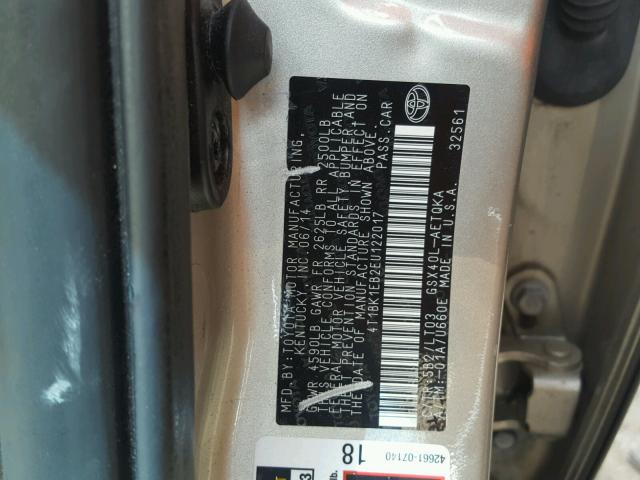 MFD.BY:TOYOTA MOTOR MANUFACTURING,
KENTUCKY, INC. 06/14
GVWR 4590LB GAWR FR 2625LB RR 2500LB
THIS VEHICLE CONFORMS TO ALL APPLICABLE
FEDERAL MOTOR VEHICLE SAFETY, BUMPER, AND
THEFT PREVENTION STANDARDS IN EFFECT ON
THE DATE OF MANUFACTURE SHOWN ABOVE.
4T1BK1EB2EU122017 PASS.CAR
C/TR:5B2/LT03 GSX40L-AETQKA
A/TM:-01A/U660E MADE IN U.S.A. 32561
42661-07140
18